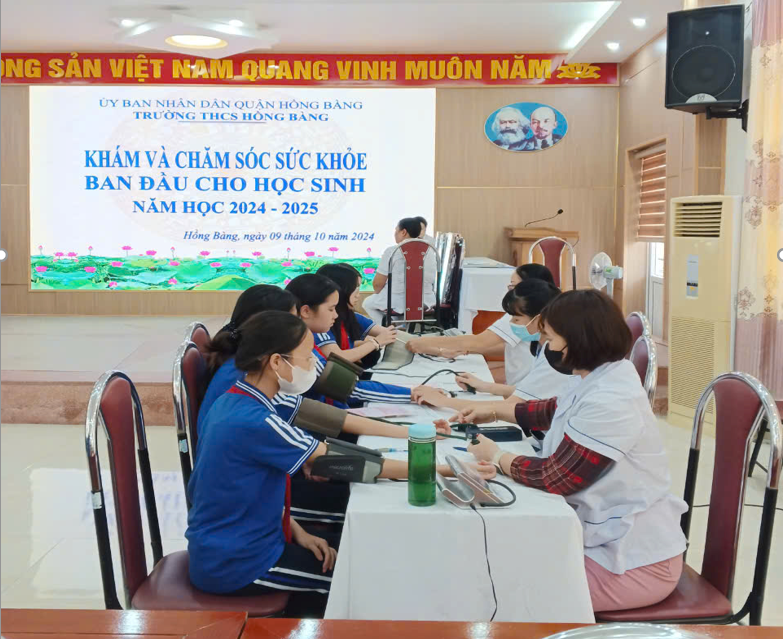 ỘNG SẢN VIỆT NAM QUANG VINH MUÔN NĂM
ỦY BAN NHÂN DÂN QUẬN HỒNG BÀNG
TRƯỜNG THCS HỒNG BÀNG
KHÁM VÀ CHĂM SÓC SỨC KHỎE
BAN ĐẦU CHO HỌC SINH
NĂM HỌC 2024 - 2025
Hồng Bàng, ngày 09 tháng 10 năm 2024